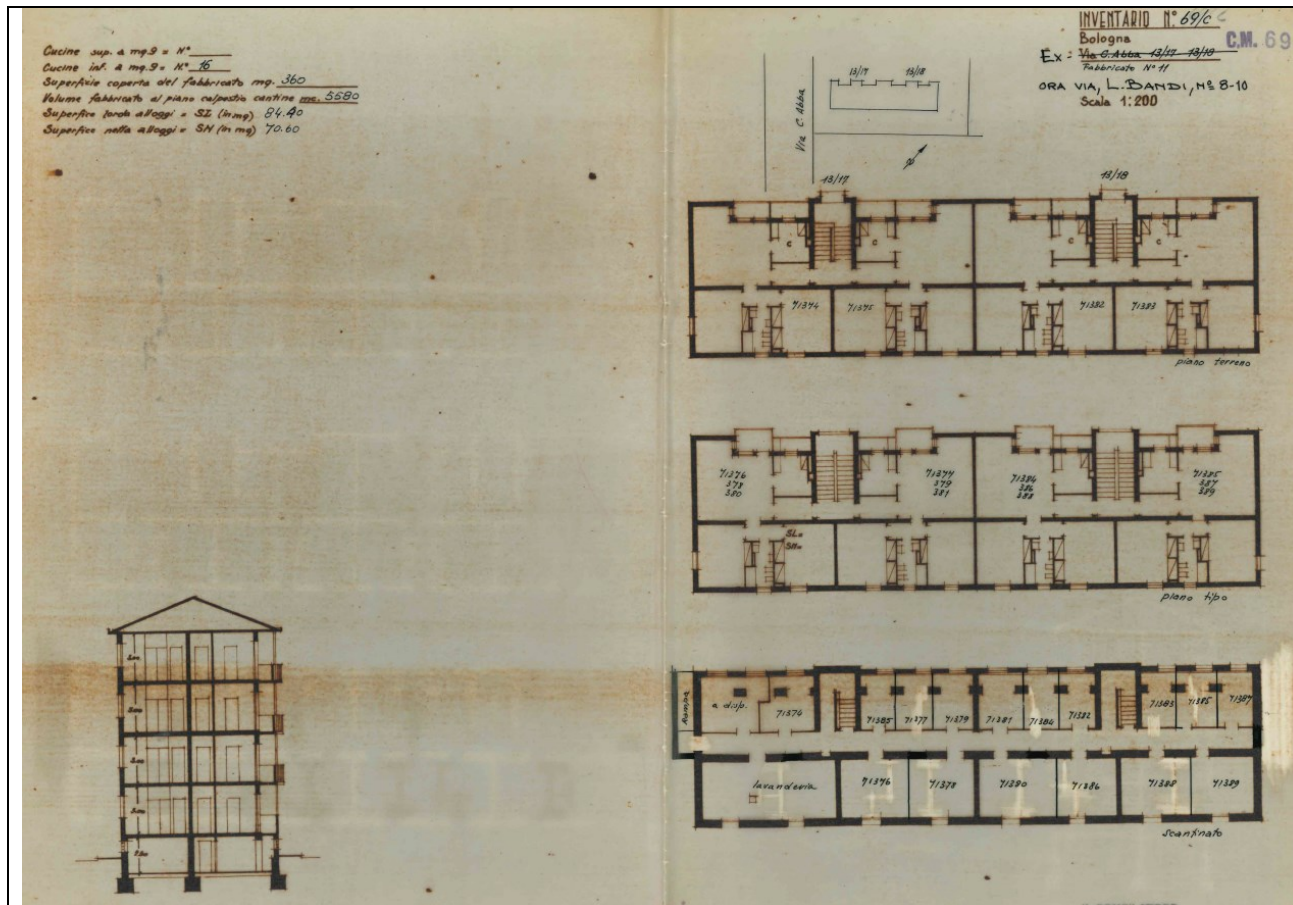 Cucine sup. a mq.9 = N°
Cucine inf. a mq.9 = N° 16
Superficie coperta del fabbricato mq. 360
Volume fabbricato al piano calpestio cantine mc. 5580
Superfice lorda alloggi = SL (in mq) 84.40
Superfice netta alloggi = SN (in mq) 70.60
INVENTARIO N° 69/c
Bologna
C.M. 69
Ex = Via C. Abba 13/17 - 13/18
Fabbricato N° 11
ORA VIA, L. BANDI, N° 8-10
Scala 1:200
13/17 13/18
Via C. Abba
13/17 13/18
C C C C
71374 71375 71382 71383
piano terreno
71376 71377 71384 71385
378 379 386 387
380 381 388 389
SL=
SN=
piano tipo
Rampa
a disp. 71374 71385 71377 71379 71381 71384 71382 71383 71385 71387
lavanderia 71376 71378 71380 71386 71388 71389
scantinato